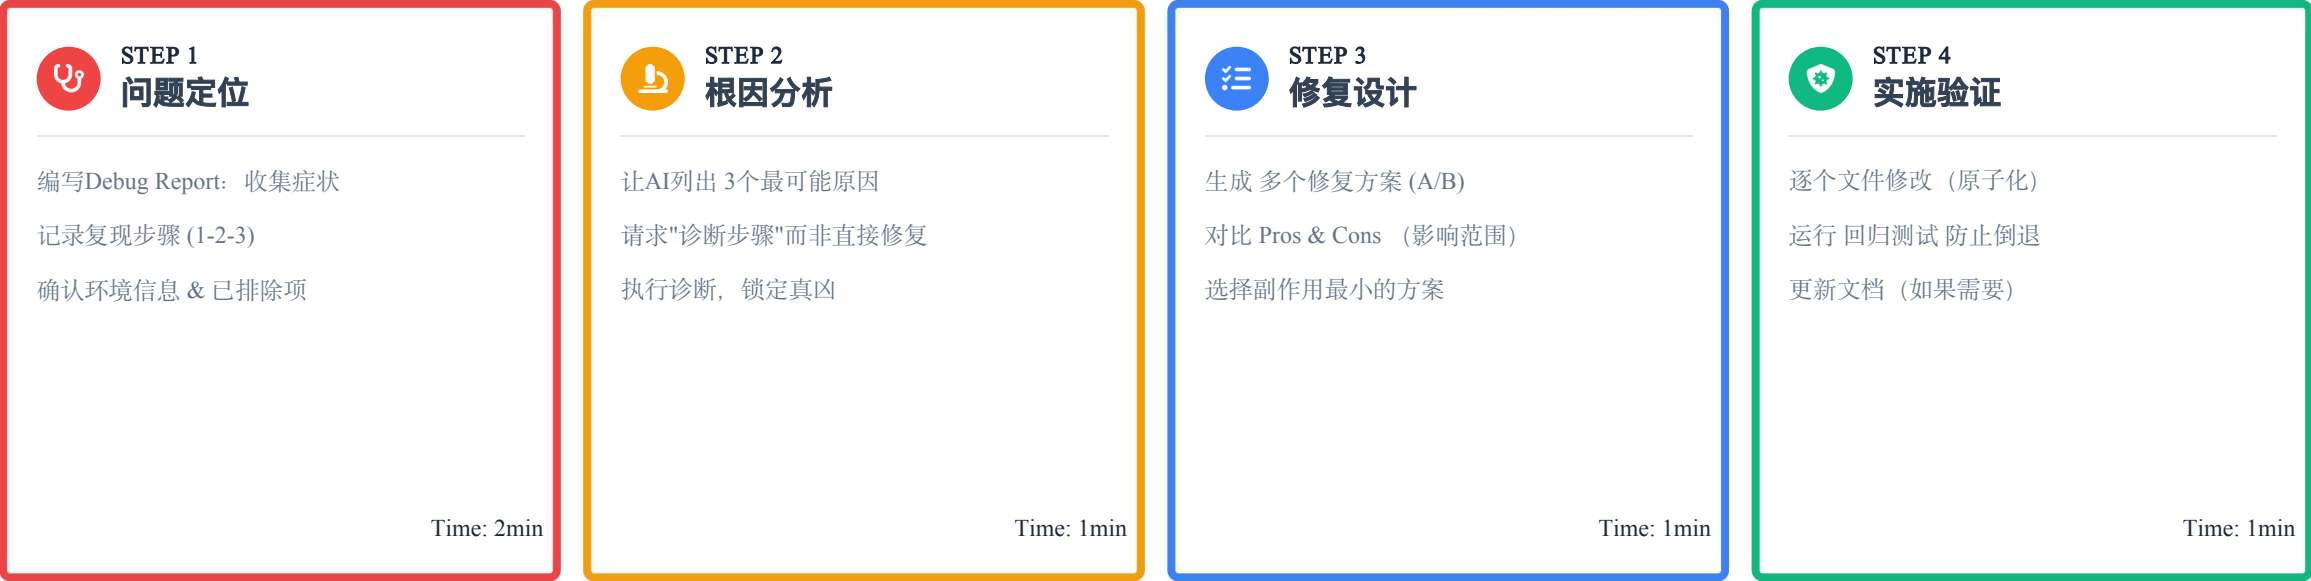 STEP 1
问题定位
编写Debug Report：收集症状
记录复现步骤 (1-2-3)
确认环境信息 & 已排除项
Time: 2min
STEP 2
根因分析
让AI列出 3个最可能原因
请求"诊断步骤"而非直接修复
执行诊断，锁定真凶
Time: 1min
STEP 3
修复设计
生成 多个修复方案 (A/B)
对比 Pros & Cons （影响范围）
选择副作用最小的方案
Time: 1min
STEP 4
实施验证
逐个文件修改（原子化）
运行 回归测试 防止倒退
更新文档（如果需要）
Time: 1min